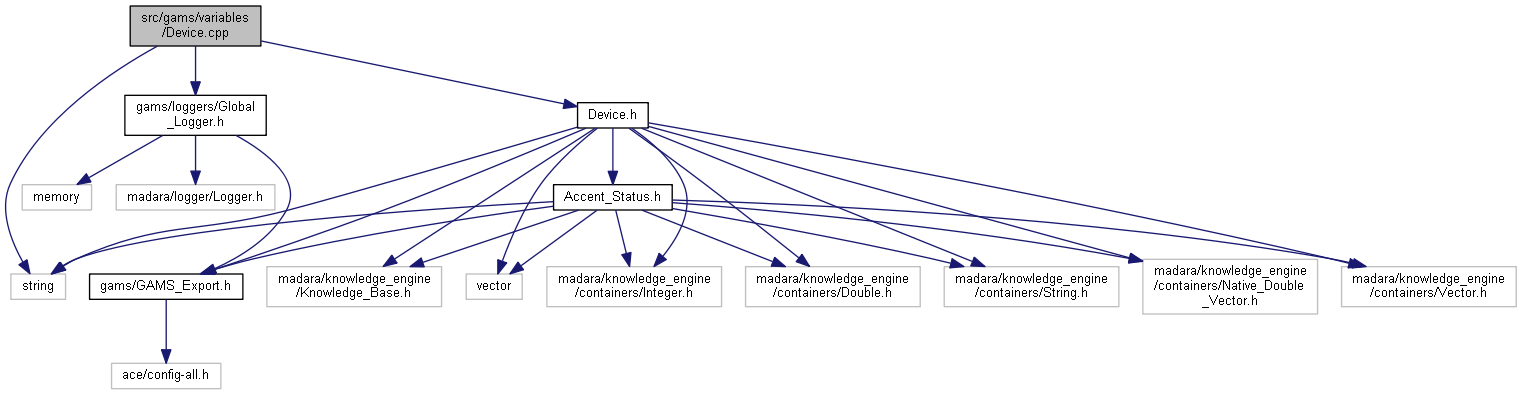 src/gams/variables
/Device.cpp
gams/loggers/Global
_Logger.h
Device.h
memory
madara/logger/Logger.h
Accent_Status.h
string
gams/GAMS_Export.h
madara/knowledge_engine
/Knowledge_Base.h
vector
madara/knowledge_engine
/containers/Integer.h
madara/knowledge_engine
/containers/Double.h
madara/knowledge_engine
/containers/String.h
madara/knowledge_engine
/containers/Native_Double
_Vector.h
madara/knowledge_engine
/containers/Vector.h
ace/config-all.h